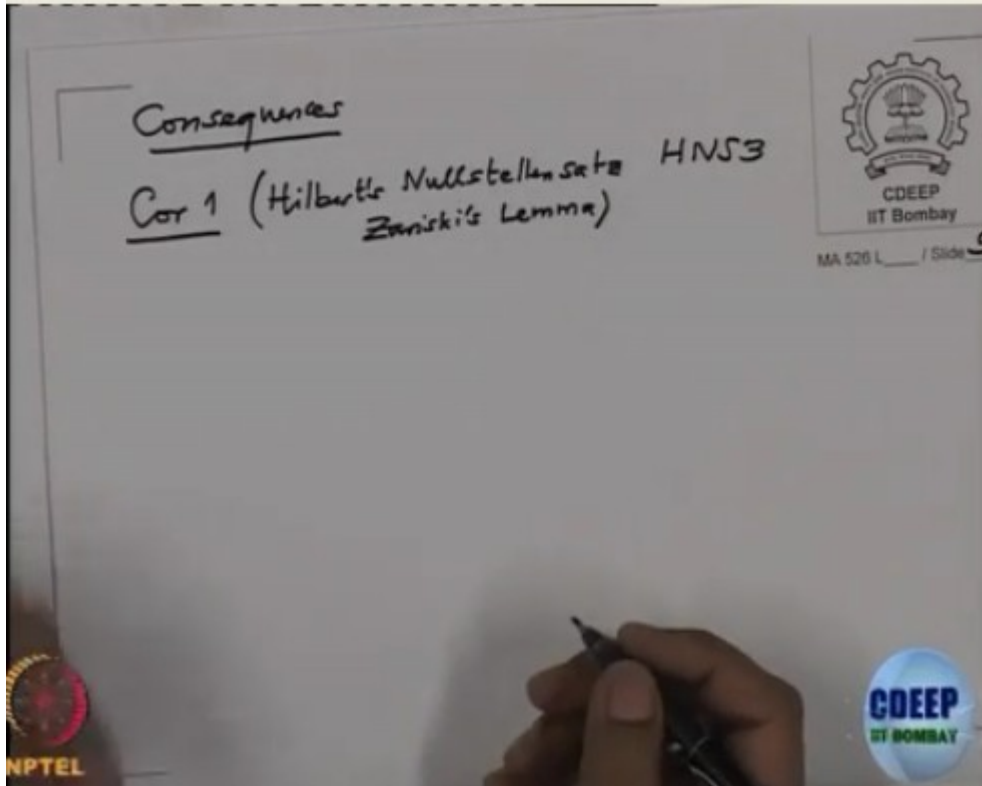 Consequences
Cor 1 (Hilbert's Nullstellensatz HNS3
Zariski's Lemma)
CDEEP
IIT Bombay
MA 526 L___ / Slide
NPTEL
CDEEP
IIT BOMBAY